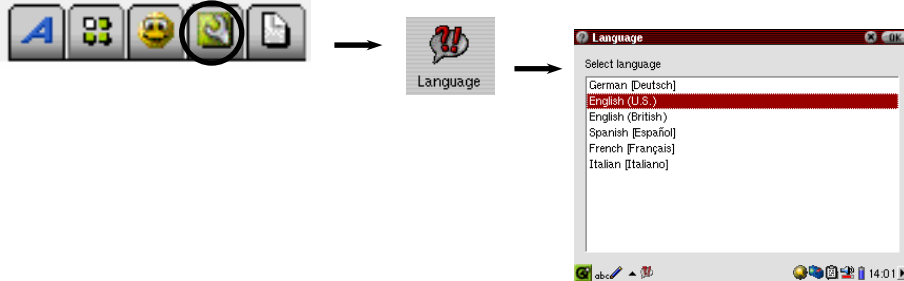 Language
Language
OK
Select language
German [Deutsch]
English (U.S.)
English (British)
Spanish [Español]
French [Français]
Italian [Italiano]
abc
14:01